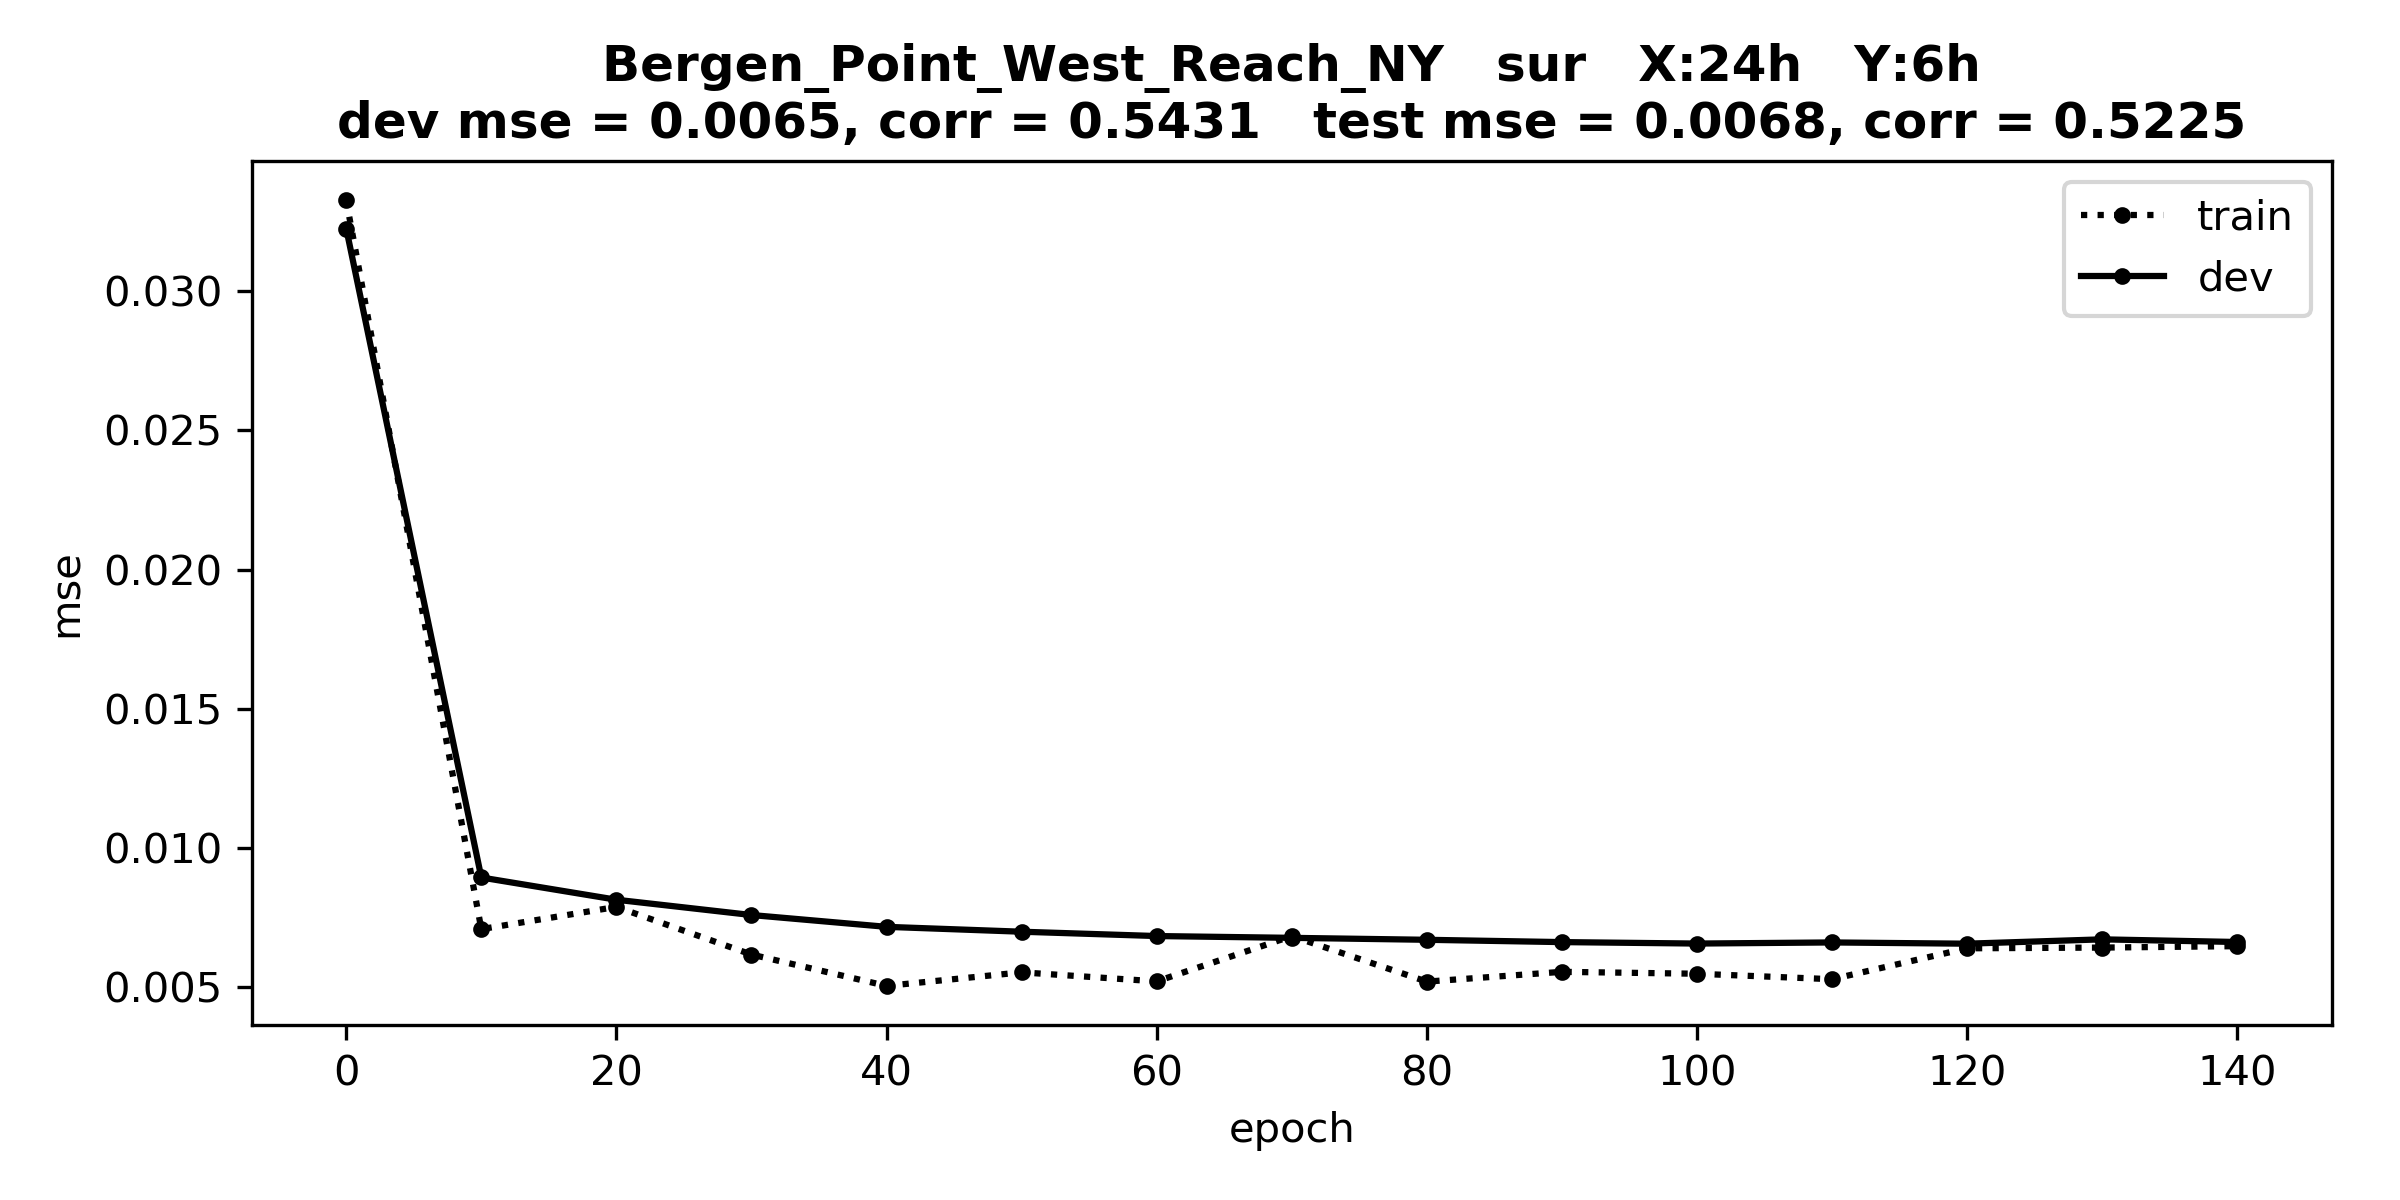 Bergen_Point_West_Reach_NY   sur   X:24h   Y:6h
dev mse = 0.0065, corr = 0.5431   test mse = 0.0068, corr = 0.5225
train
dev
0.030
0.025
0.020
0.015
0.010
0.005
mse
0 20 40 60 80 100 120 140
epoch